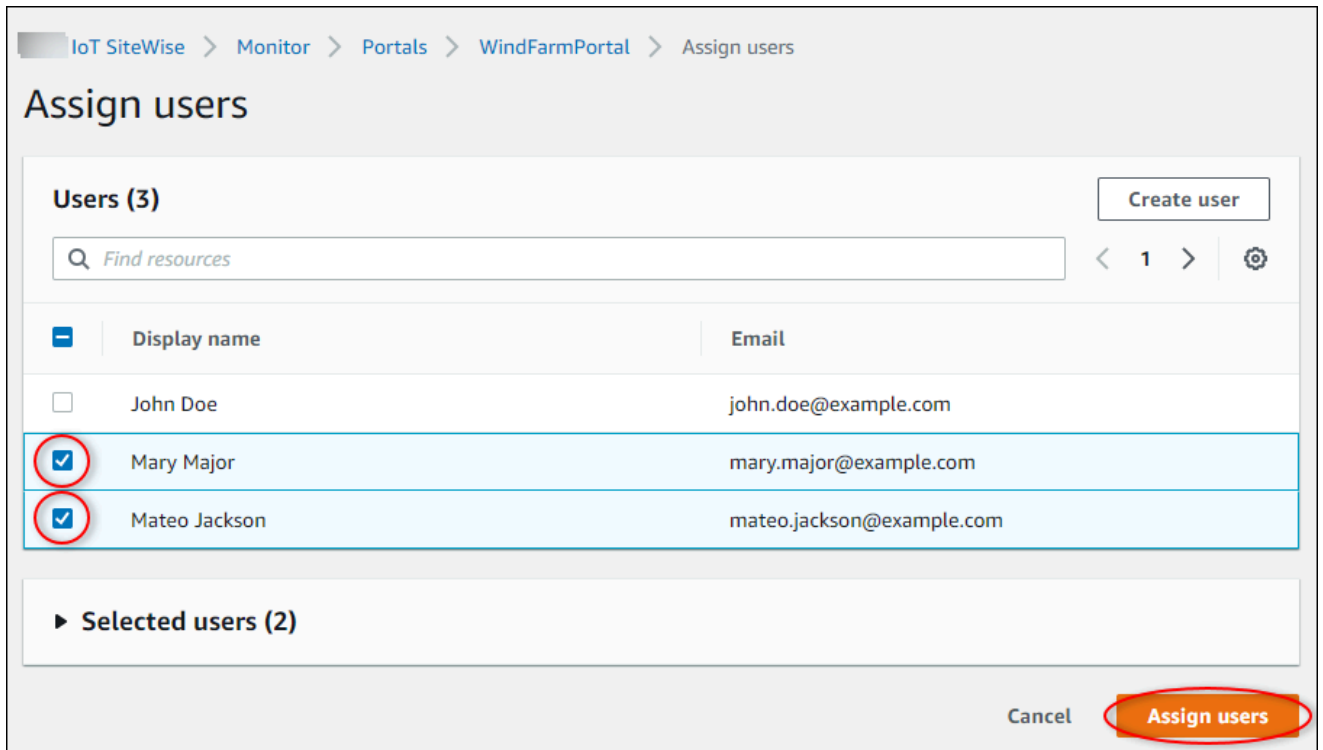 IoT SiteWise > Monitor > Portals > WindFarmPortal > Assign users
Assign users
Users (3)
Create user
Find resources
< 1 >
Display name Email
John Doe john.doe@example.com
Mary Major mary.major@example.com
Mateo Jackson mateo.jackson@example.com
Selected users (2)
Cancel Assign users